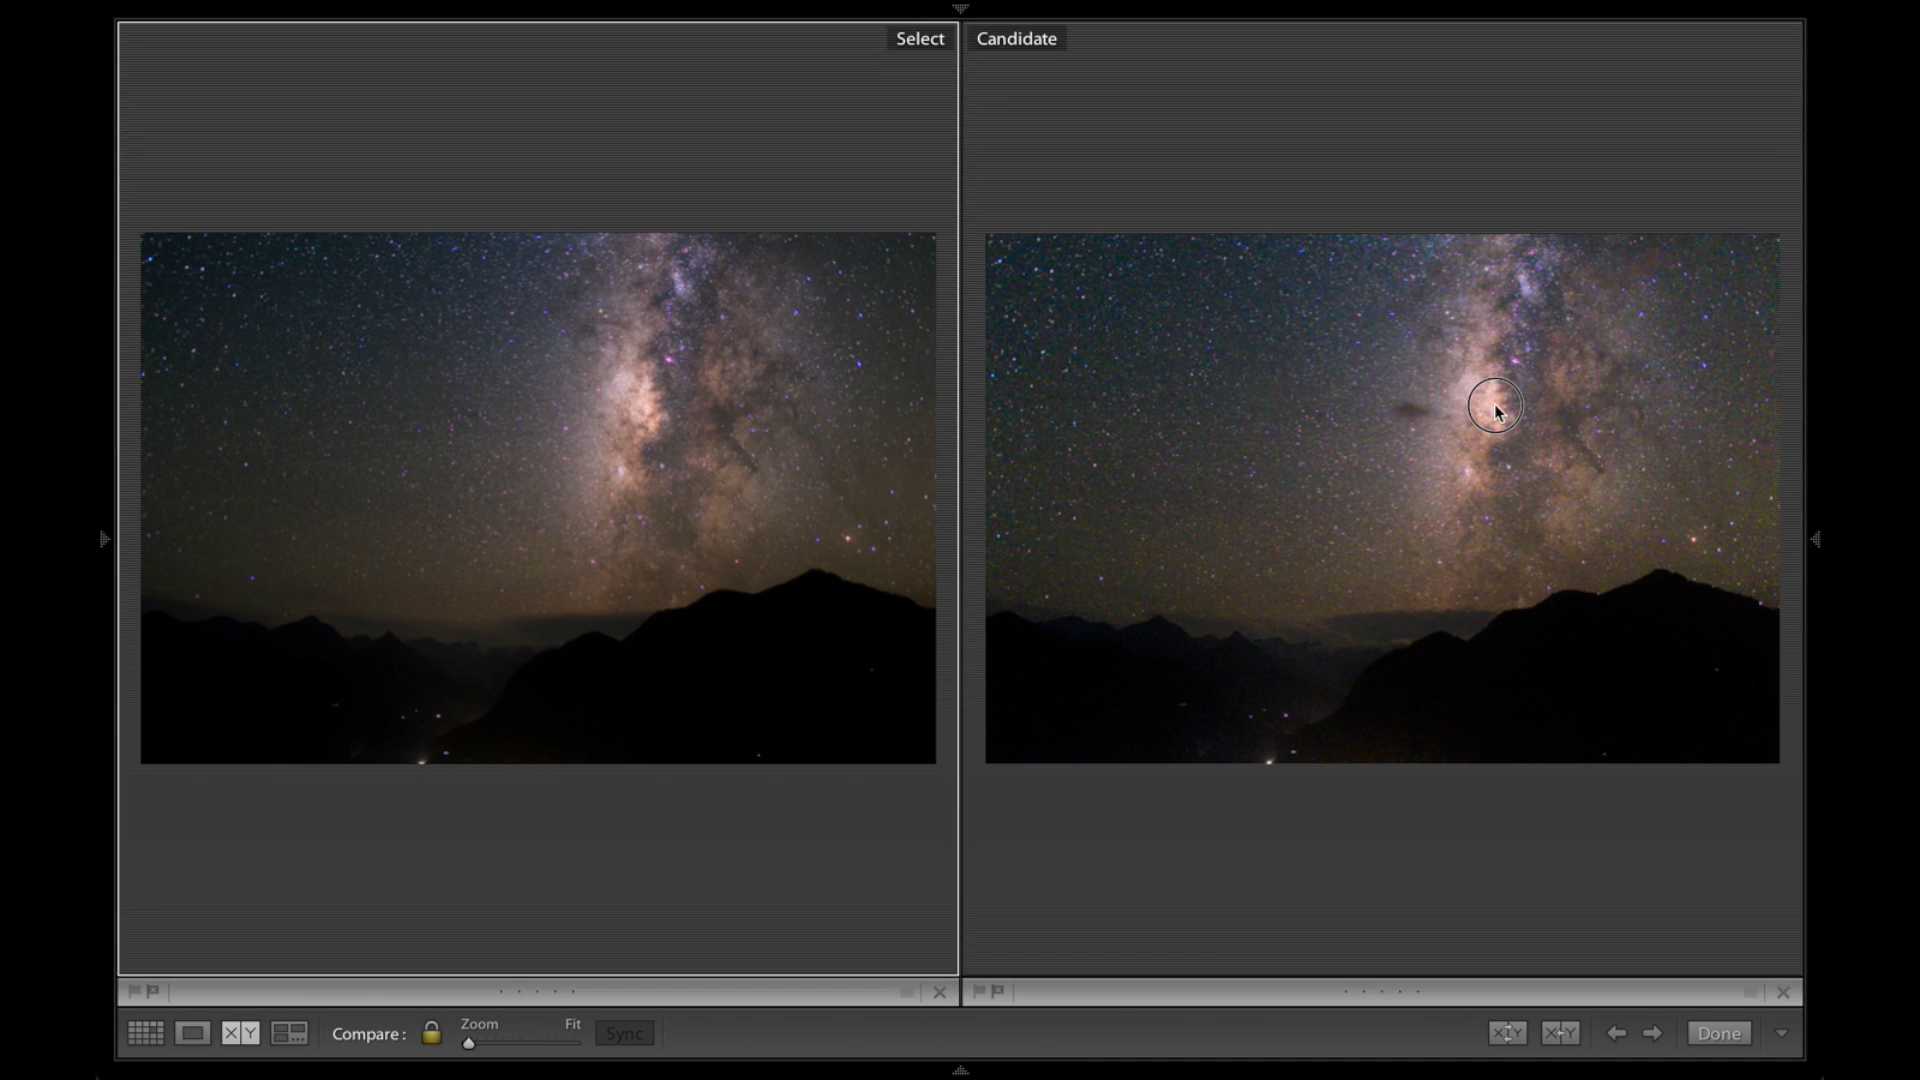 Select
Candidate
Compare :
Zoom
Fit
Sync
Done